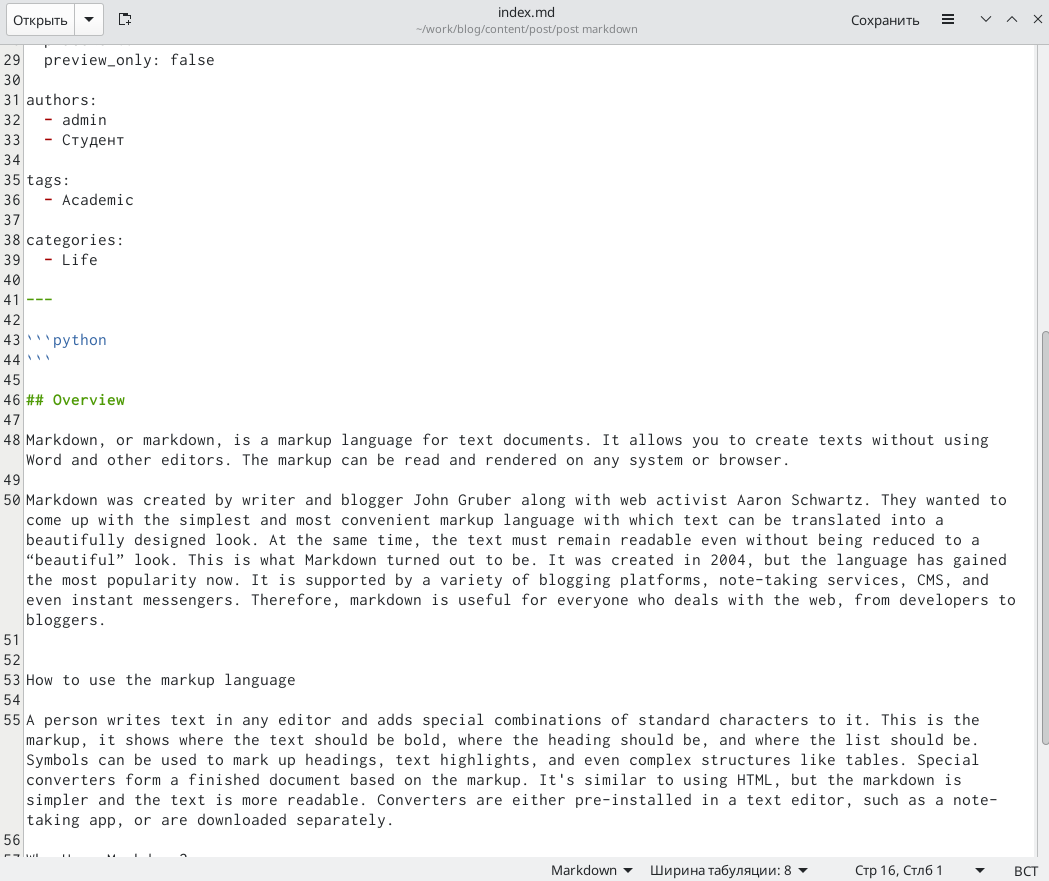 Открыть
index.md
~/work/blog/content/post/post markdown
Сохранить
29 preview_only: false
30
31 authors:
32 - admin
33 - Студент
34
35 tags:
36 - Academic
37
38 categories:
39 - Life
40
41 ---
42
43 ```python
44 ```
45
46 ## Overview
47
48 Markdown, or markdown, is a markup language for text documents. It allows you to create texts without using
Word and other editors. The markup can be read and rendered on any system or browser.
49
50 Markdown was created by writer and blogger John Gruber along with web activist Aaron Schwartz. They wanted to
come up with the simplest and most convenient markup language with which text can be translated into a
beautifully designed look. At the same time, the text must remain readable even without being reduced to a
“beautiful” look. This is what Markdown turned out to be. It was created in 2004, but the language has gained
the most popularity now. It is supported by a variety of blogging platforms, note-taking services, CMS, and
even instant messengers. Therefore, markdown is useful for everyone who deals with the web, from developers to
bloggers.
51
52
53 How to use the markup language
54
55 A person writes text in any editor and adds special combinations of standard characters to it. This is the
markup, it shows where the text should be bold, where the heading should be, and where the list should be.
Symbols can be used to mark up headings, text highlights, and even complex structures like tables. Special
converters form a finished document based on the markup. It's similar to using HTML, but the markdown is
simpler and the text is more readable. Converters are either pre-installed in a text editor, such as a note-
taking app, or are downloaded separately.
56
Markdown Ширина табуляции: 8 Стр 16, Стлб 1 ВСТ